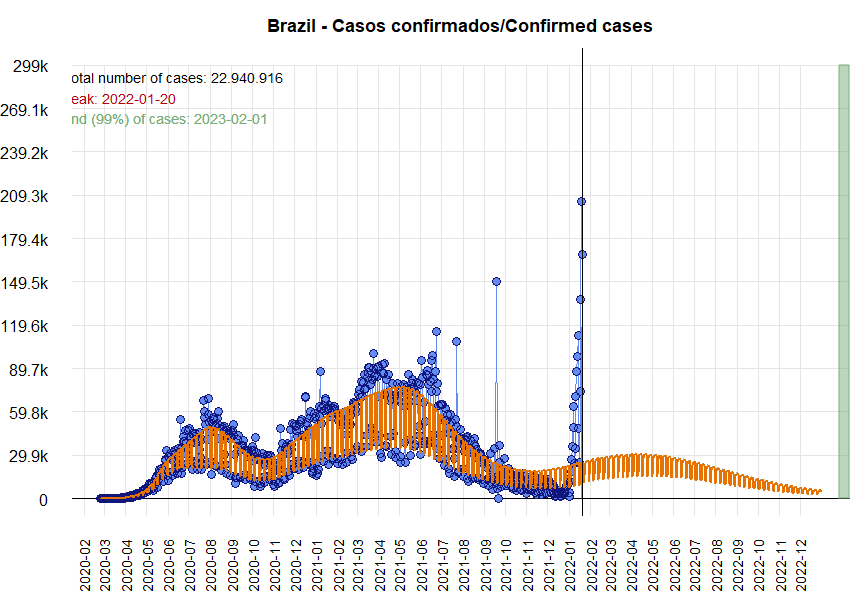 Brazil - Casos confirmados/Confirmed cases
299k
otal number of cases: 22.940.916
eak: 2022-01-20
269.1k
nd (99%) of cases: 2023-02-01
239.2k
209.3k
179.4k
149.5k
119.6k
89.7k
59.8k
29.9k
0
2020-02
2020-03
2020-04
2020-05
2020-06
2020-07
2020-08
2020-09
2020-10
2020-11
2020-12
2021-01
2021-02
2021-03
2021-04
2021-05
2021-06
2021-07
2021-08
2021-09
2021-10
2021-11
2021-12
2022-01
2022-02
2022-03
2022-04
2022-05
2022-06
2022-07
2022-08
2022-09
2022-10
2022-11
2022-12